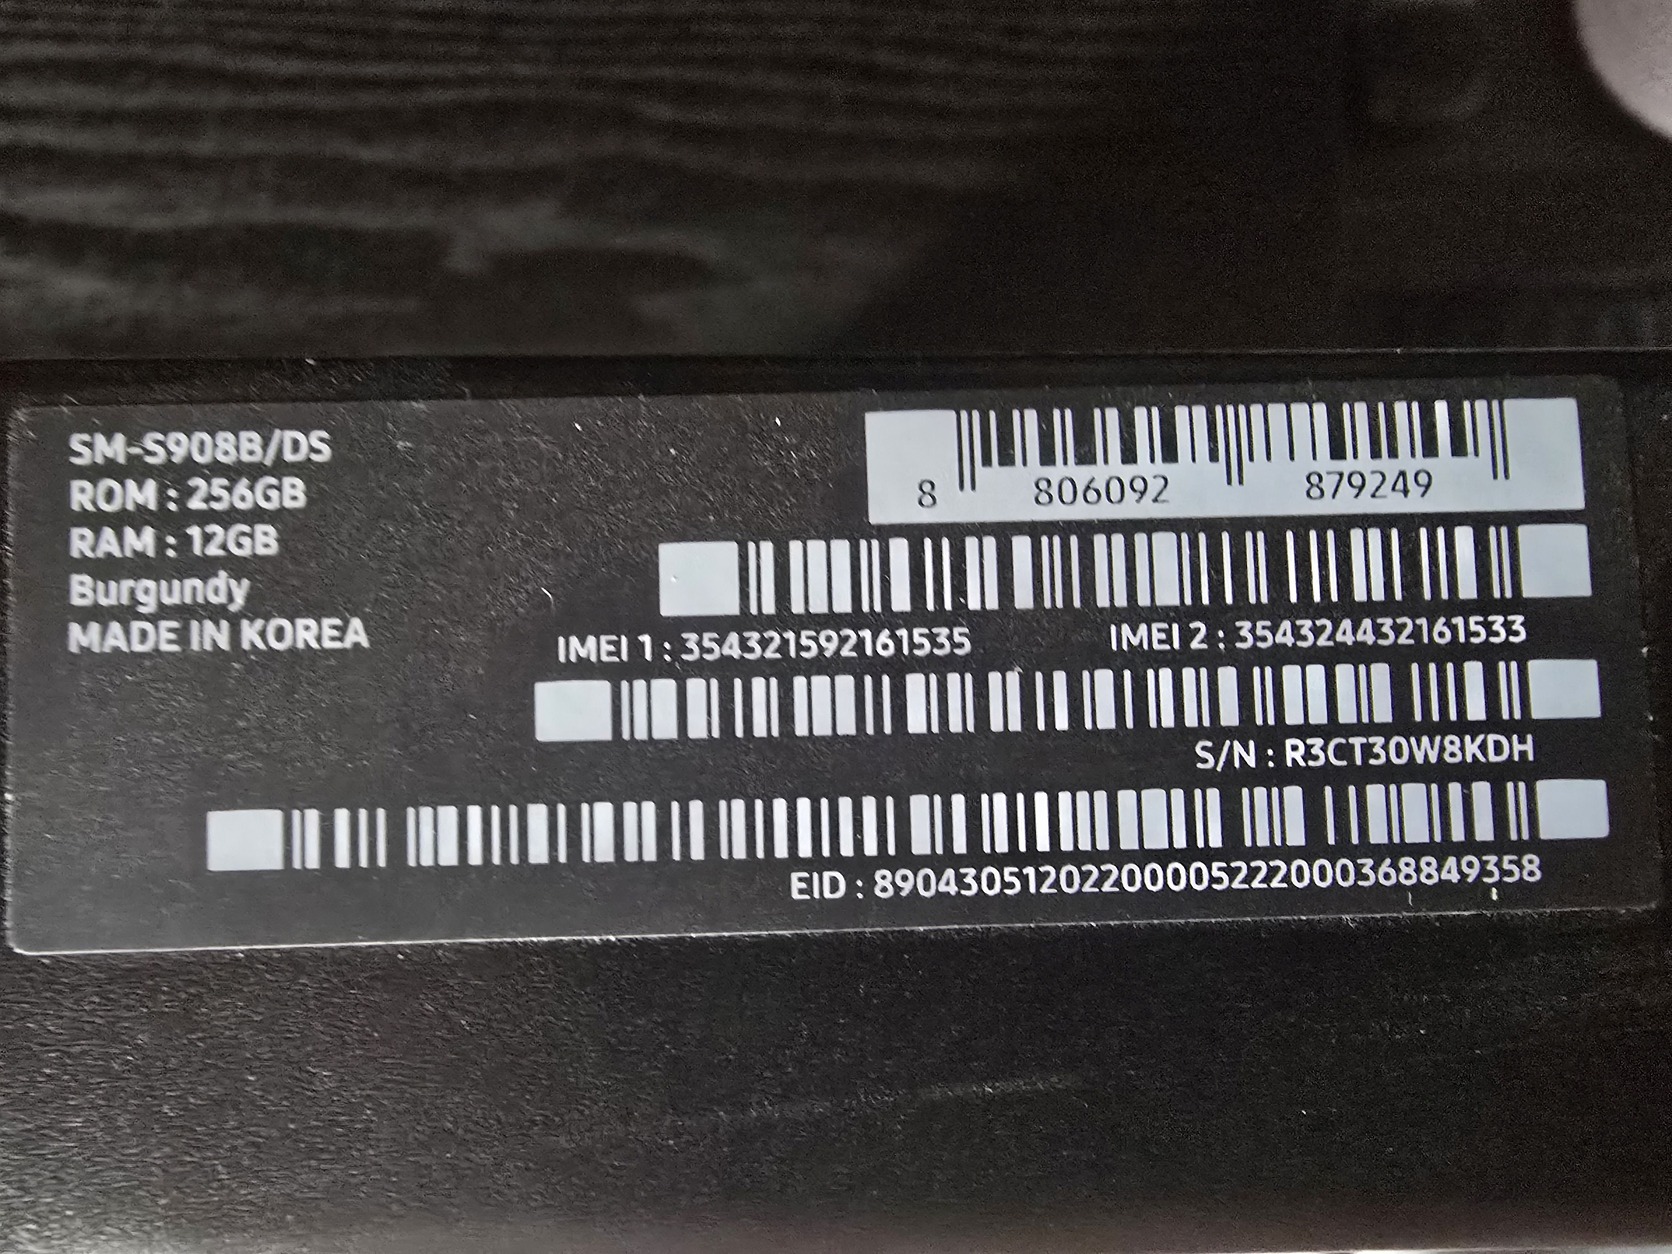 SM-S908B/DS
ROM : 256GB
RAM : 12GB
Burgundy
MADE IN KOREA
8 806092 879249
IMEI 1 : 354321592161535 IMEI 2 : 354324432161533
S/N : R3CT30W8KDH
EID : 89043051202200005222000368849358